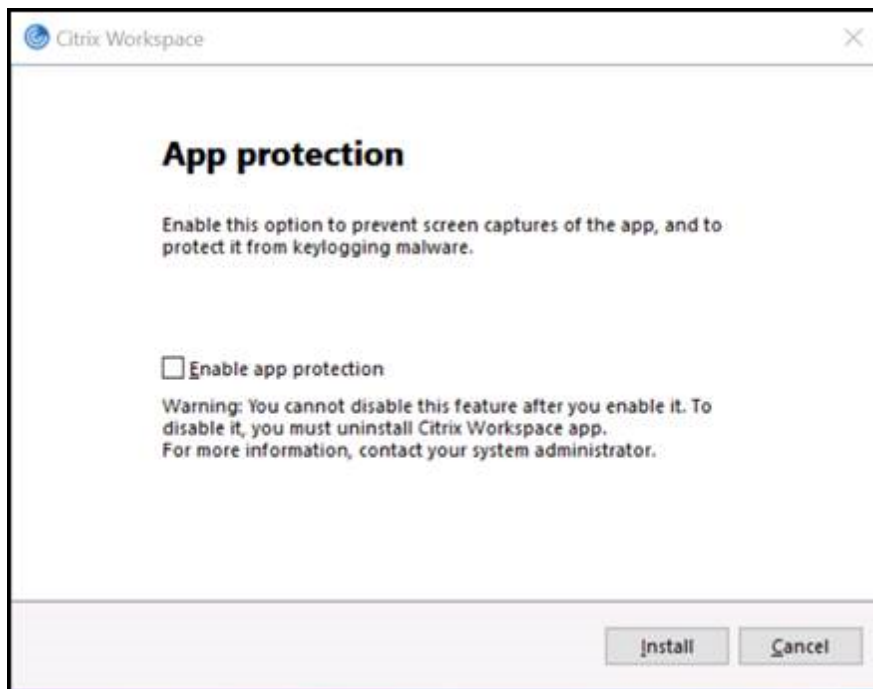 Citrix Workspace
App protection
Enable this option to prevent screen captures of the app, and to
protect it from keylogging malware.
Enable app protection
Warning: You cannot disable this feature after you enable it. To
disable it, you must uninstall Citrix Workspace app.
For more information, contact your system administrator.
Install
Cancel